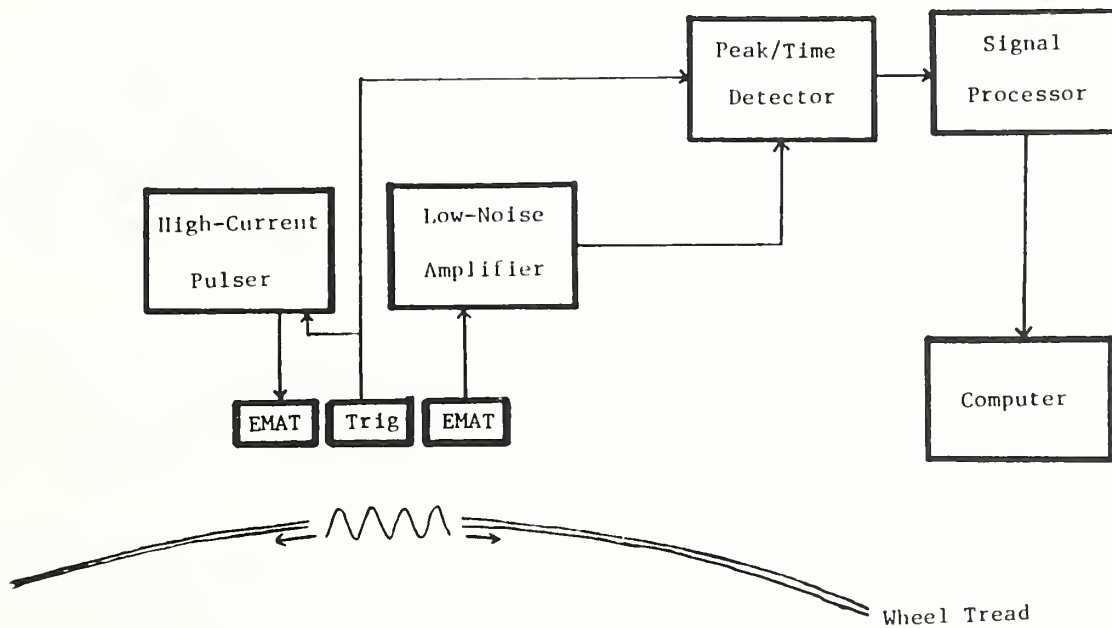 Peak/Time
Detector
Signal
Processor
High-Current
Pulser
Low-Noise
Amplifier
Computer
EMAT
Trig
EMAT
Wheel Tread